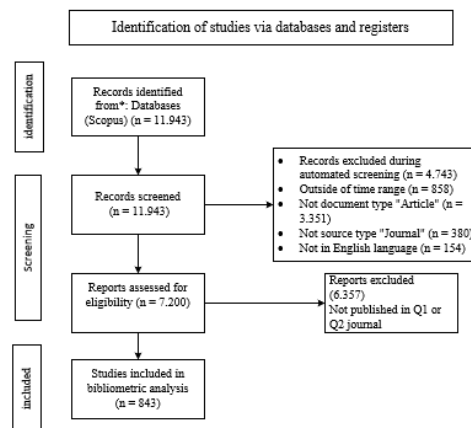 Identification of studies via databases and registers
identification
Records identified
from*: Databases
(Scopus) (n = 11.943)
Screening
Records screened
(n = 11.943)
• Records excluded during
automated screening (n = 4.743)
• Outside of time range (n = 858)
• Not document type "Article" (n =
3.351)
• Not source type "Journal" (n = 380)
• Not in English language (n = 154)
Reports assessed for
eligibility (n = 7.200)
Reports excluded
(6.357)
Not published in Q1 or
Q2 journal
included
Studies included in
bibliometric analysis
(n = 843)